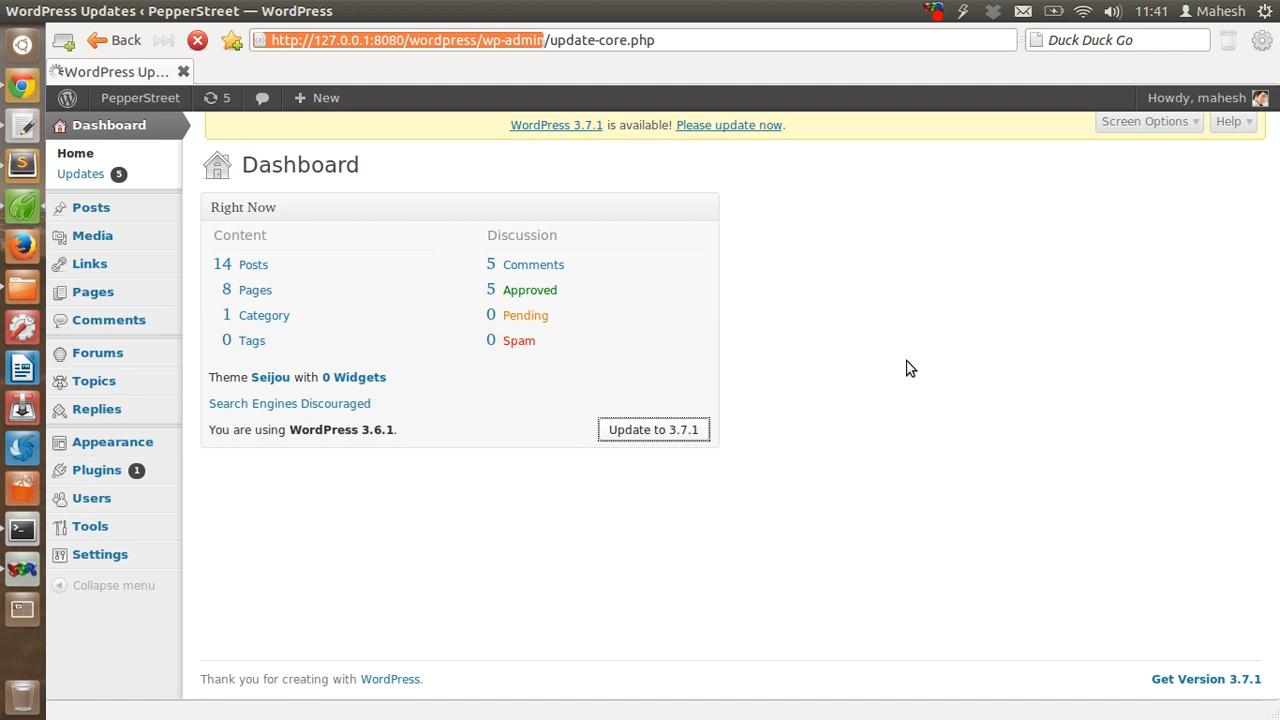 WordPress Updates ‹ PepperStreet — WordPress
11:41 Mahesh
Back
http://127.0.0.1:8080/wordpress/wp-admin/update-core.php
Duck Duck Go
WordPress Up...
PepperStreet 5 New
Howdy, mahesh
Dashboard
Home
Updates 5
Posts
Media
Links
Pages
Comments
Forums
Topics
Replies
Appearance
Plugins 1
Users
Tools
Settings
Collapse menu
WordPress 3.7.1 is available! Please update now.
Screen Options
Help
Dashboard
Right Now
Content
14 Posts
8 Pages
1 Category
0 Tags
Discussion
5 Comments
5 Approved
0 Pending
0 Spam
Theme Seijou with 0 Widgets
Search Engines Discouraged
You are using WordPress 3.6.1.
Update to 3.7.1
Thank you for creating with WordPress.
Get Version 3.7.1